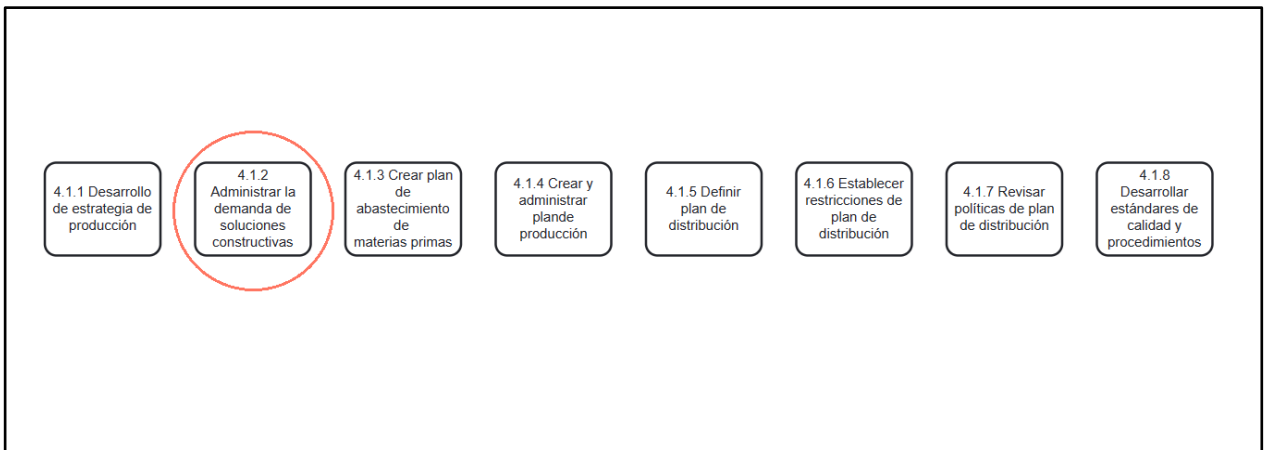 4.1.1 Desarrollo
de estrategia de
producción
4.1.2
Administrar la
demanda de
soluciones
constructivas
4.1.3 Crear plan
de
abastecimiento
de
materias primas
4.1.4 Crear y
administrar
plande
producción
4.1.5 Definir
plan de
distribución
4.1.6 Establecer
restricciones de
plan de
distribución
4.1.7 Revisar
políticas de plan
de distribución
4.1.8
Desarrollar
estándares de
calidad y
procedimientos